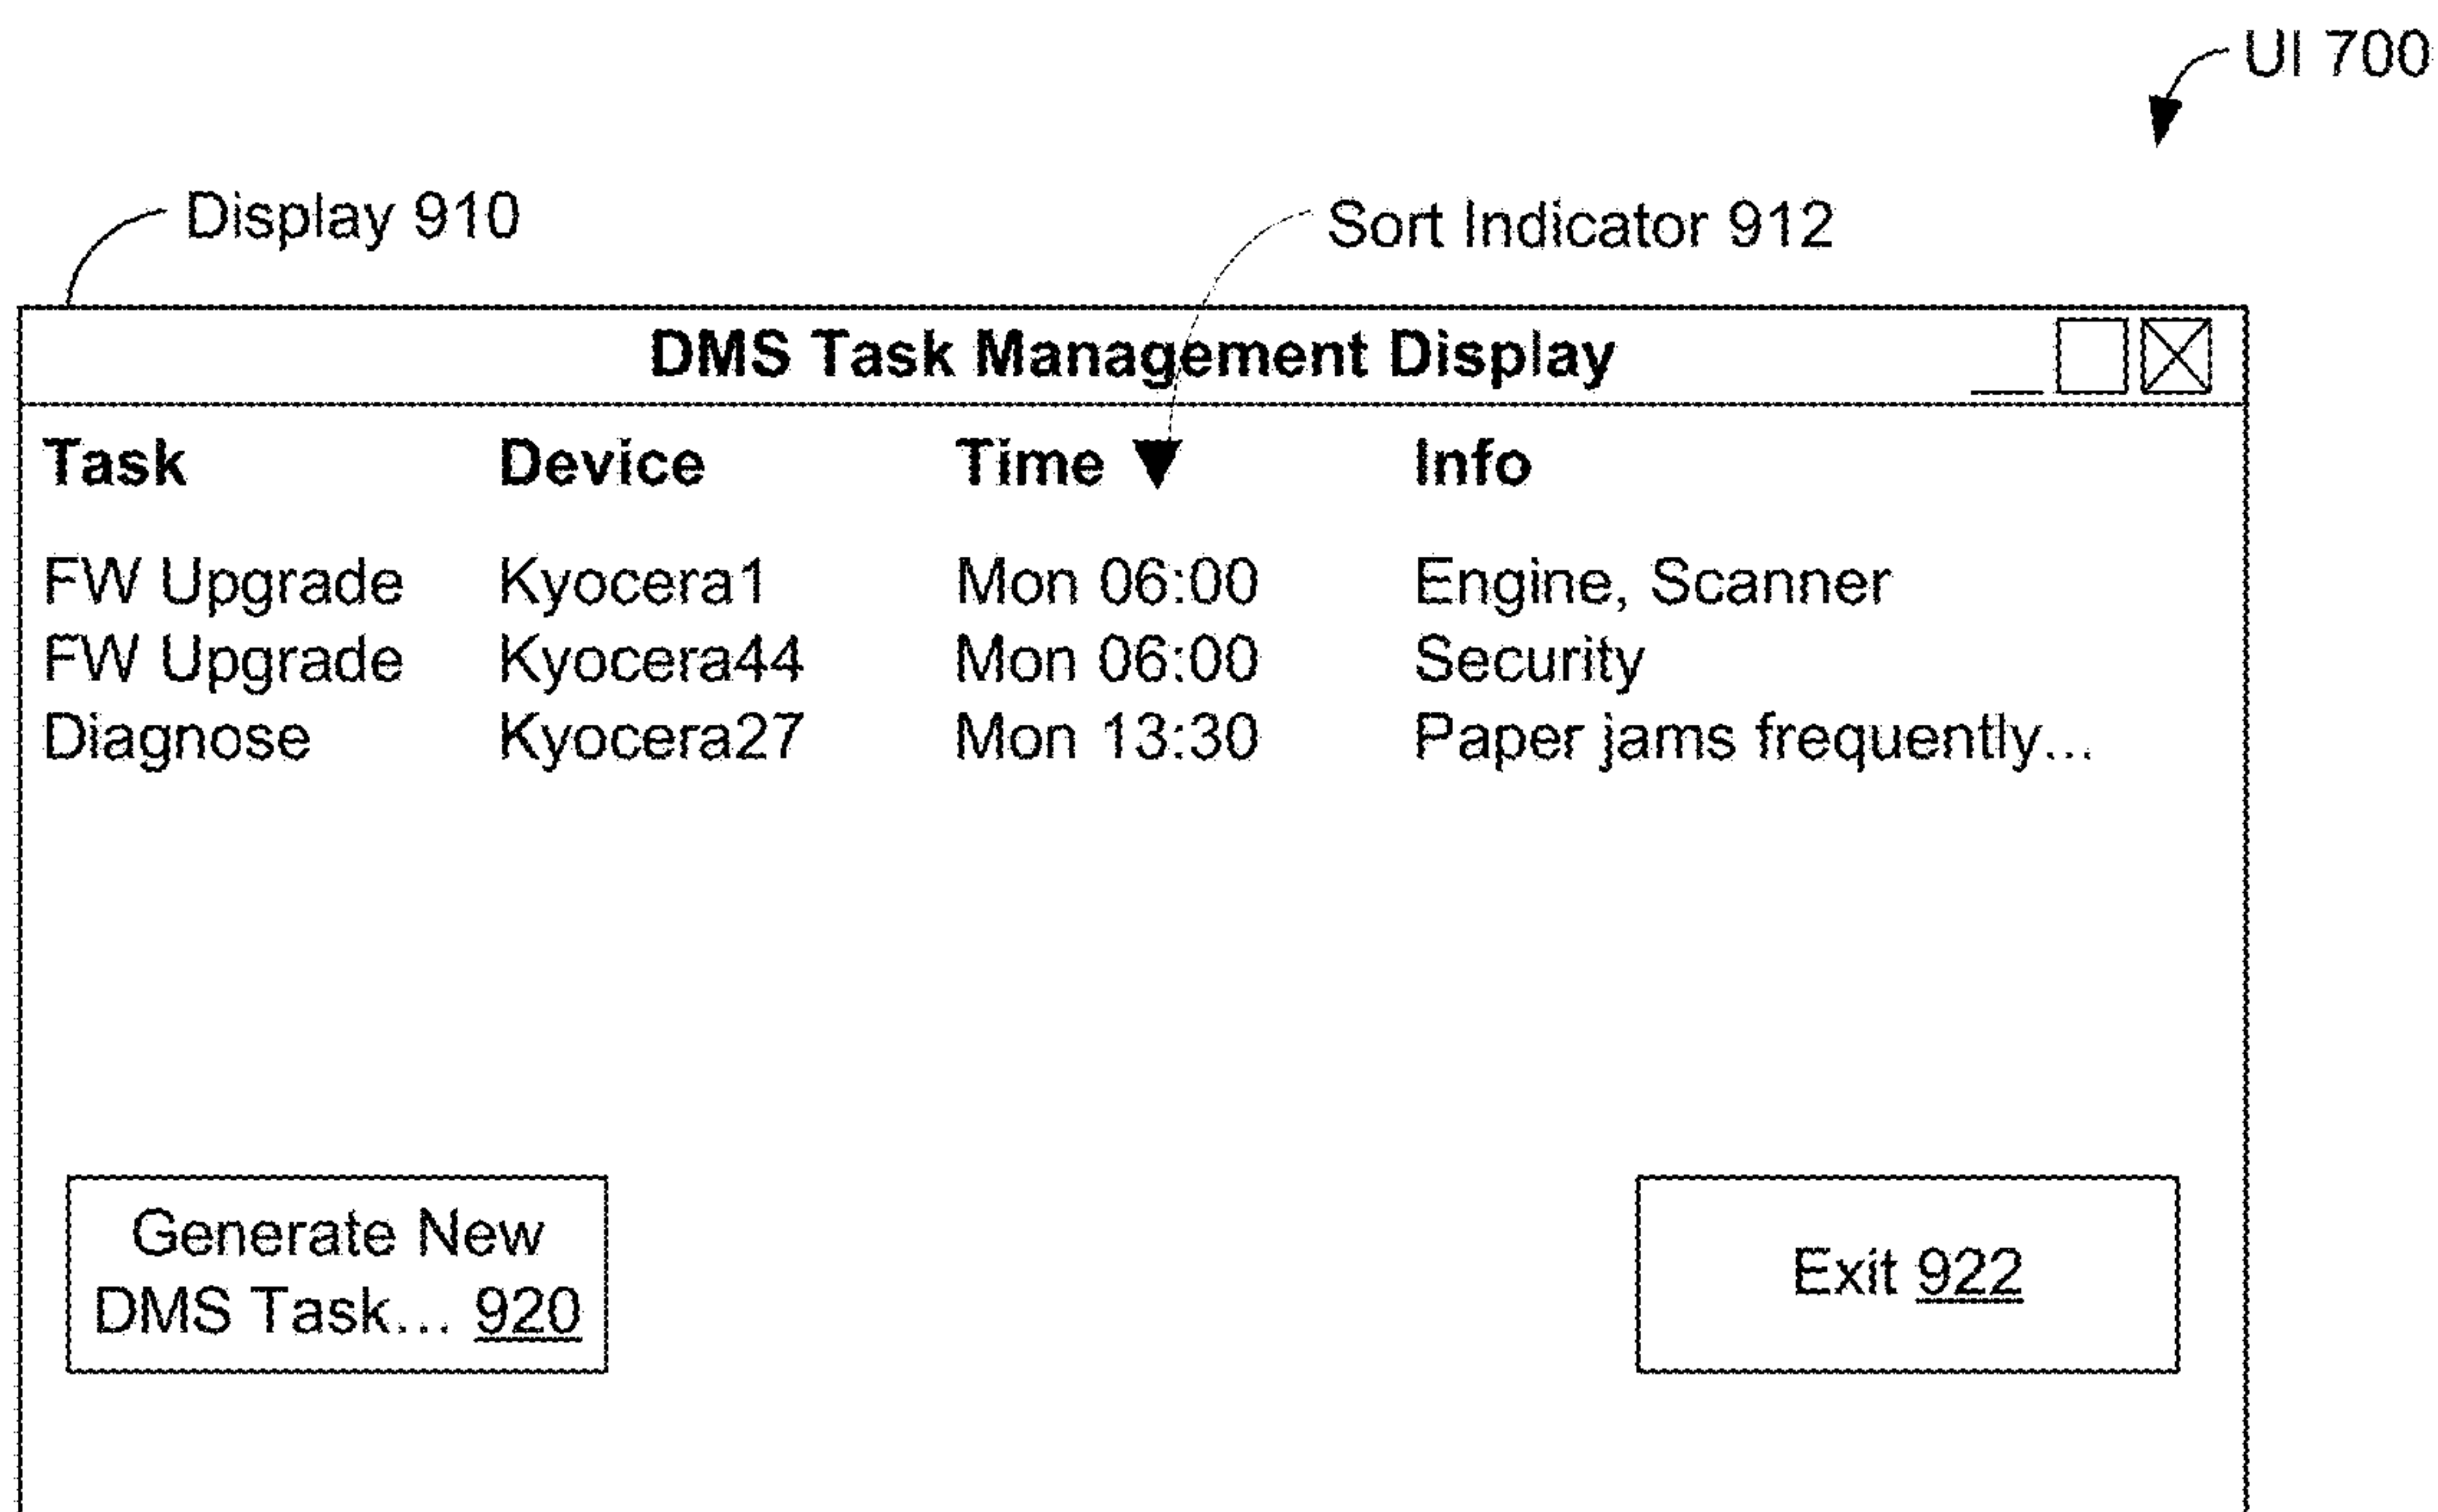 UI 700
Display 910
Sort Indicator 912
DMS Task Management Display
Task Device Time Info
FW Upgrade Kyocera1 Mon 06:00 Engine, Scanner
FW Upgrade Kyocera44 Mon 06:00 Security
Diagnose Kyocera27 Mon 13:30 Paper jams frequently...
Generate New
DMS Task... 920
Exit 922